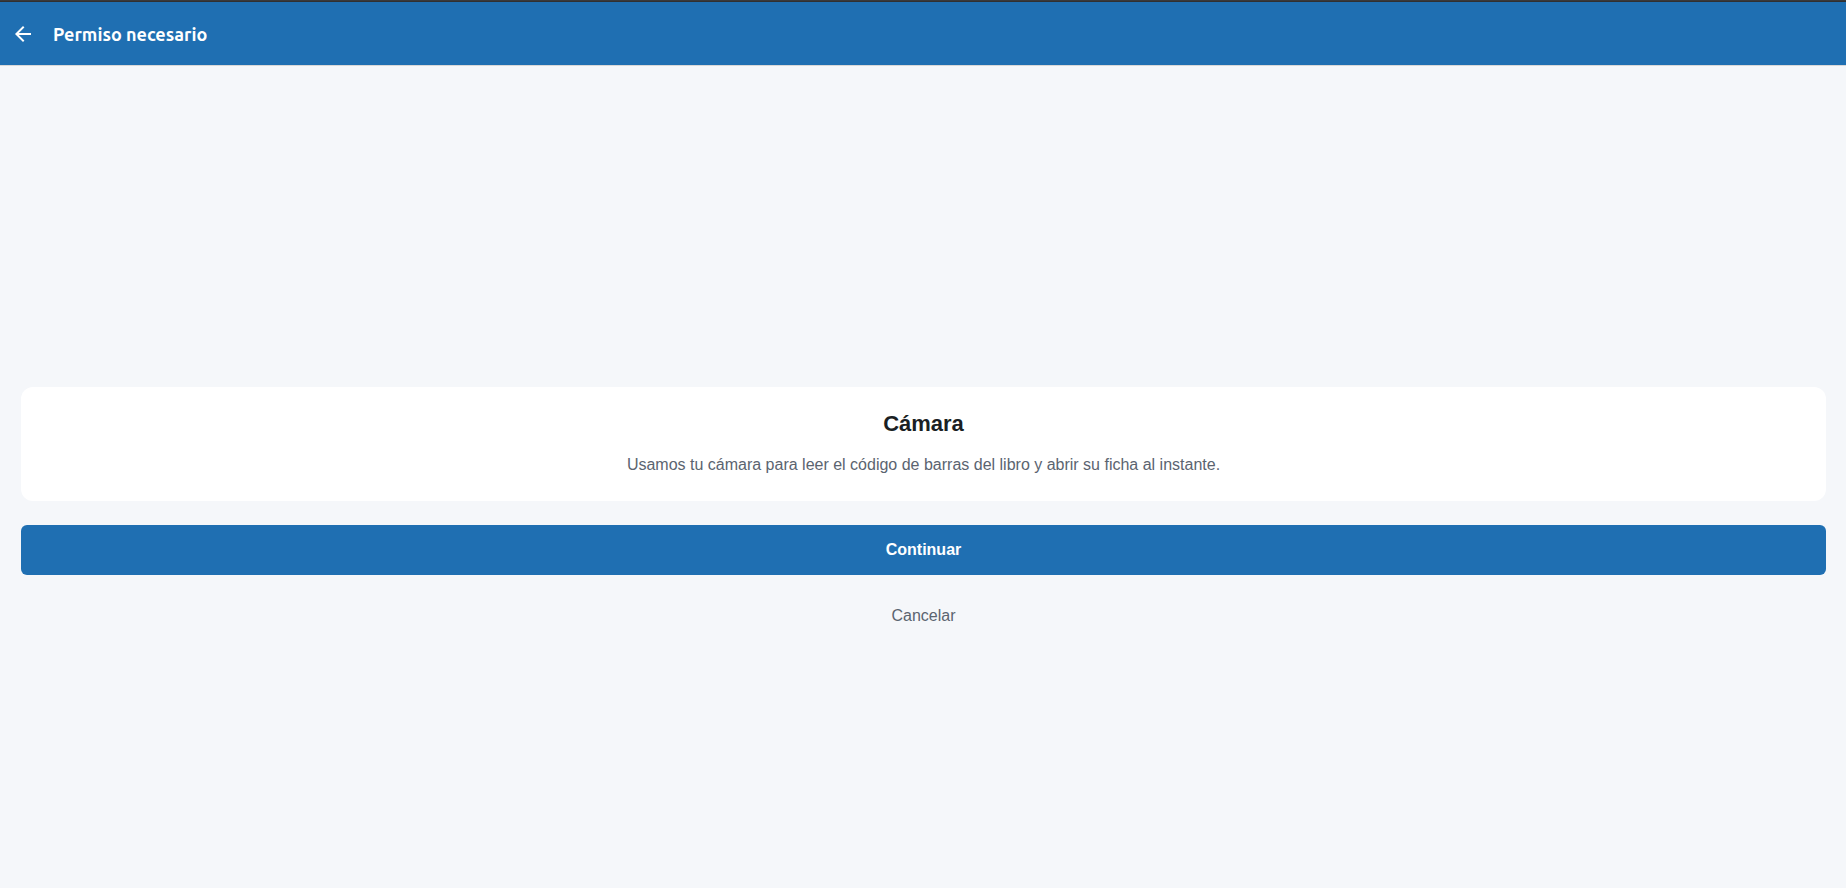 Permiso necesario
Cámara
Usamos tu cámara para leer el código de barras del libro y abrir su ficha al instante.
Continuar
Cancelar